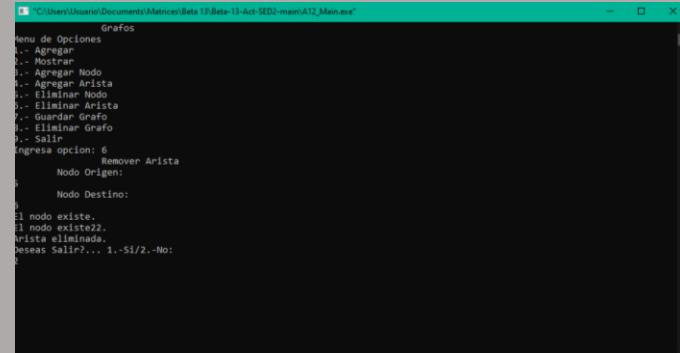 "C:\Users\Usuario\Documents\Matrices\Beta 13\Beta-13-Act-SED2-main\A12_Main.exe"
Grafos
Menu de Opciones
1.- Agregar
2.- Mostrar
3.- Agregar Nodo
4.- Agregar Arista
5.- Eliminar Nodo
6.- Eliminar Arista
7.- Guardar Grafo
8.- Eliminar Grafo
9.- Salir
Ingresa opcion: 6
Remover Arista
Nodo Origen:
5
Nodo Destino:
6
El nodo existe.
El nodo existe22.
Arista eliminada.
Deseas Salir?... 1.-Si/2.-No:
2